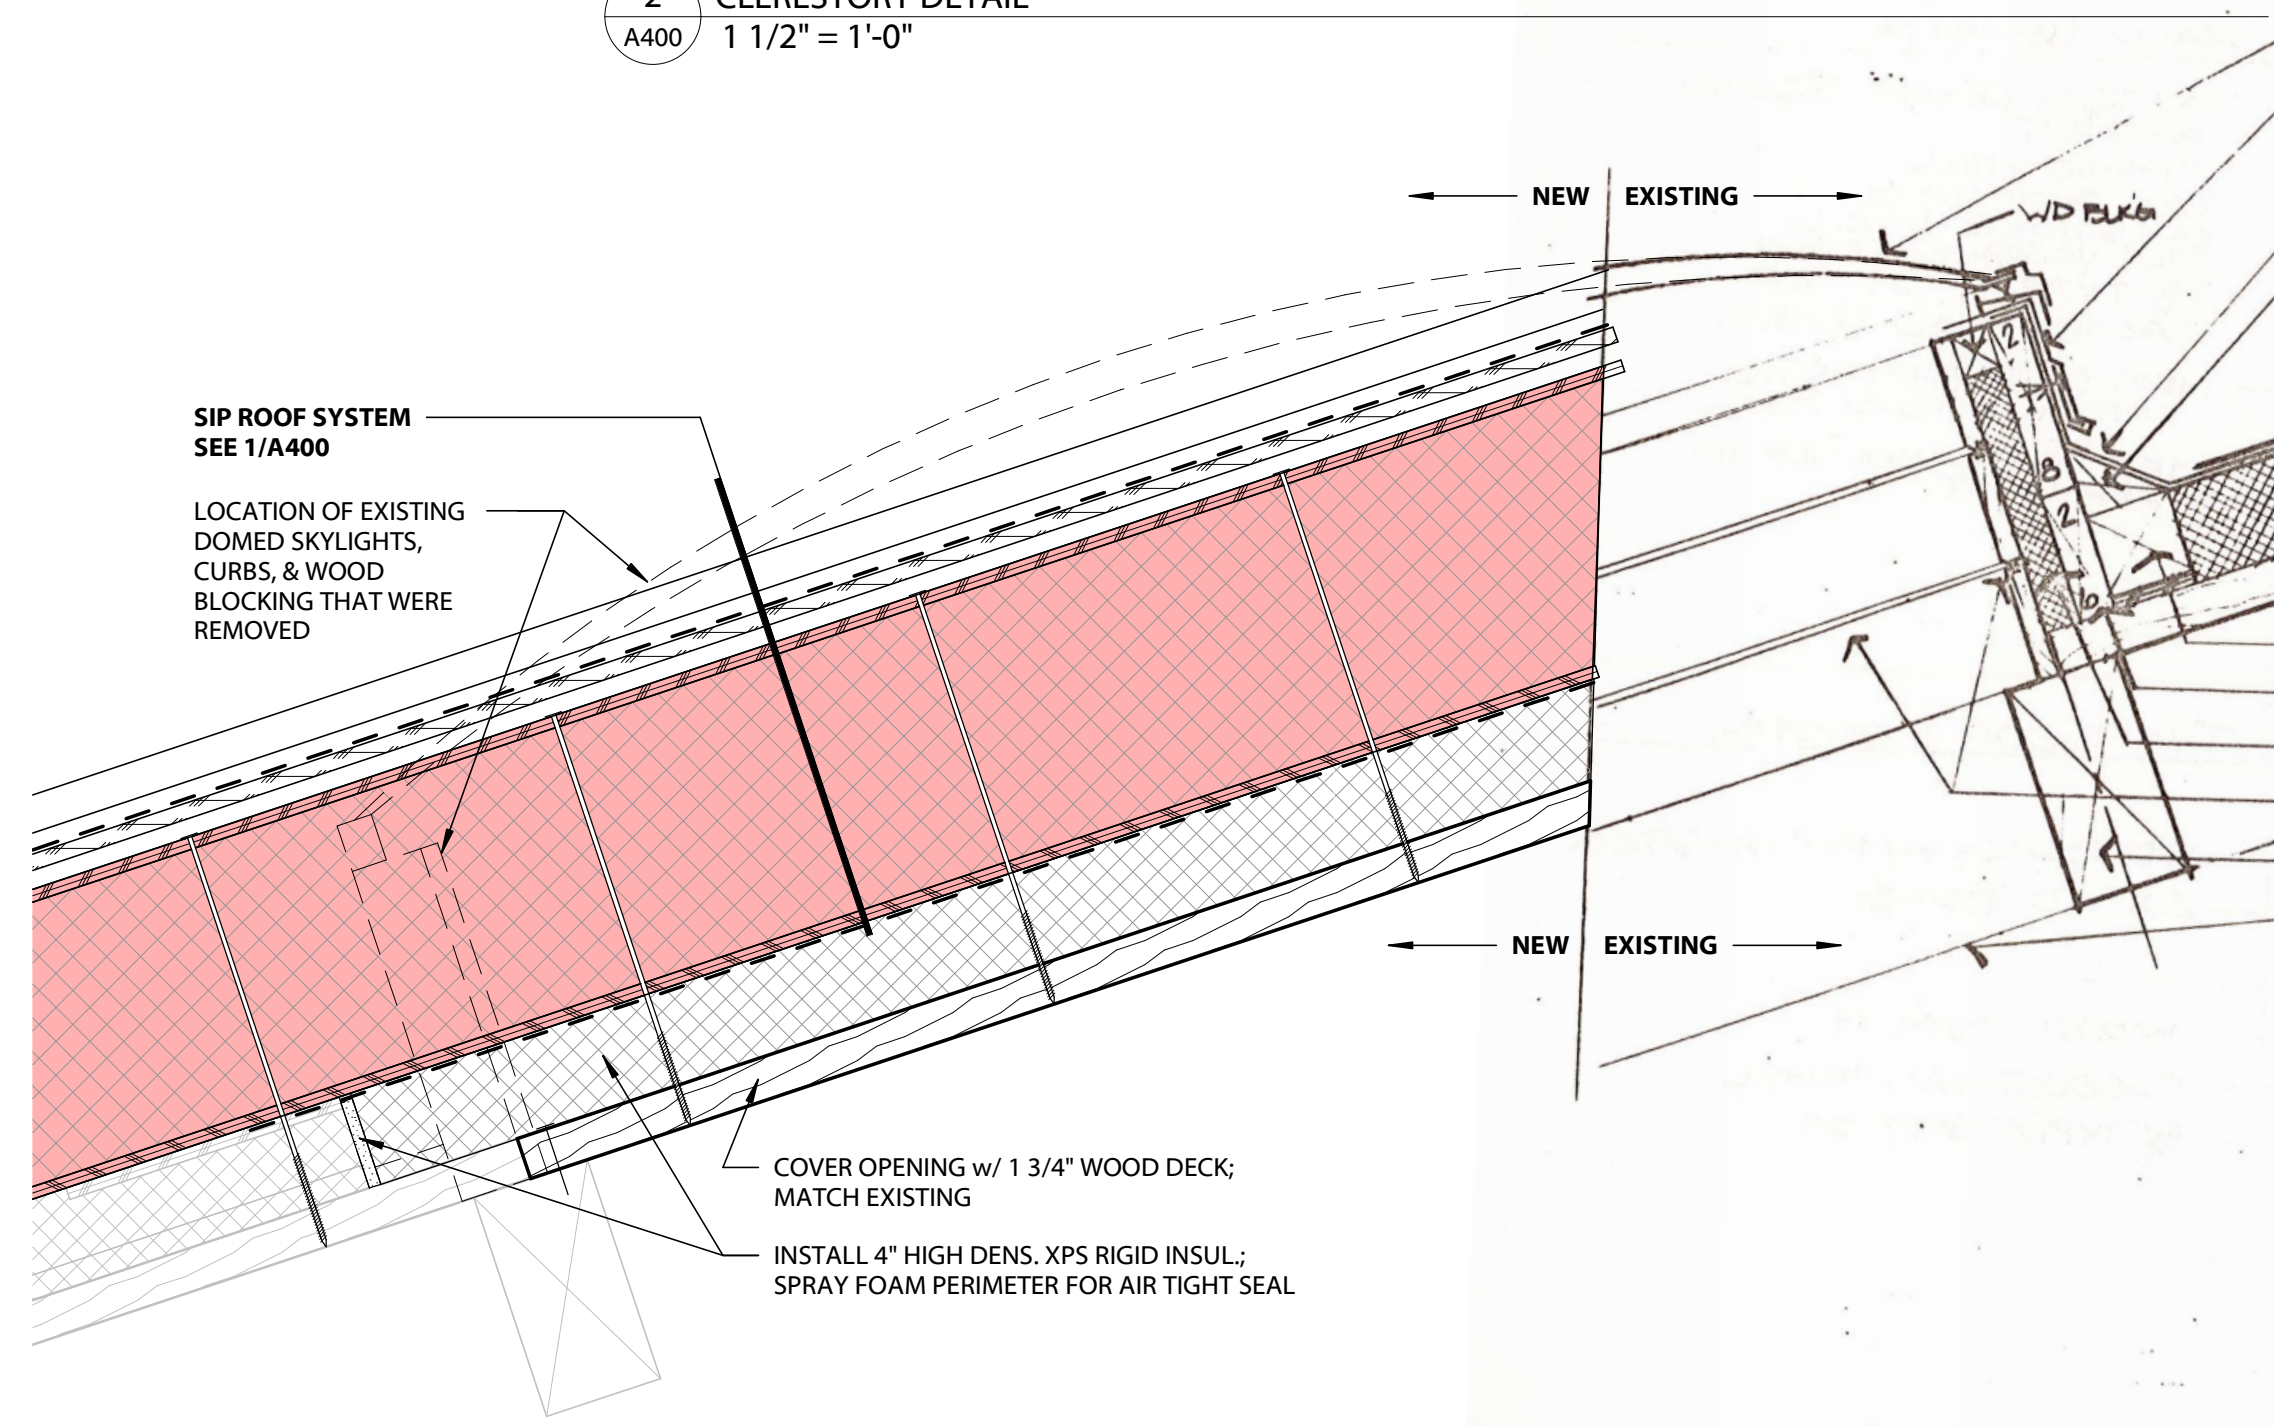 2
CLERESTORY DETAIL
A400
1 1/2" = 1'-0"
NEW
EXISTING
WD BLK'G
SIP ROOF SYSTEM
SEE 1/A400
LOCATION OF EXISTING
DOMED SKYLIGHTS,
CURBS, & WOOD
BLOCKING THAT WERE
REMOVED
2
8
2
6
NEW
EXISTING
COVER OPENING w/ 1 3/4" WOOD DECK;
MATCH EXISTING
INSTALL 4" HIGH DENS. XPS RIGID INSUL.;
SPRAY FOAM PERIMETER FOR AIR TIGHT SEAL